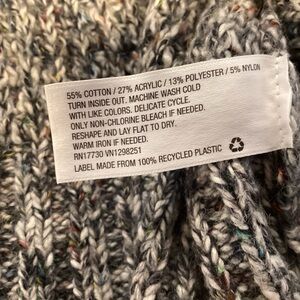 55% COTTON / 27% ACRYLIC / 13% POLYESTER / 5% NYLON
TURN INSIDE OUT. MACHINE WASH COLD
WITH LIKE COLORS. DELICATE CYCLE.
ONLY NON-CHLORINE BLEACH IF NEEDED.
RESHAPE AND LAY FLAT TO DRY.
WARM IRON IF NEEDED.
RN17730 VN1298251
LABEL MADE FROM 100% RECYCLED PLASTIC